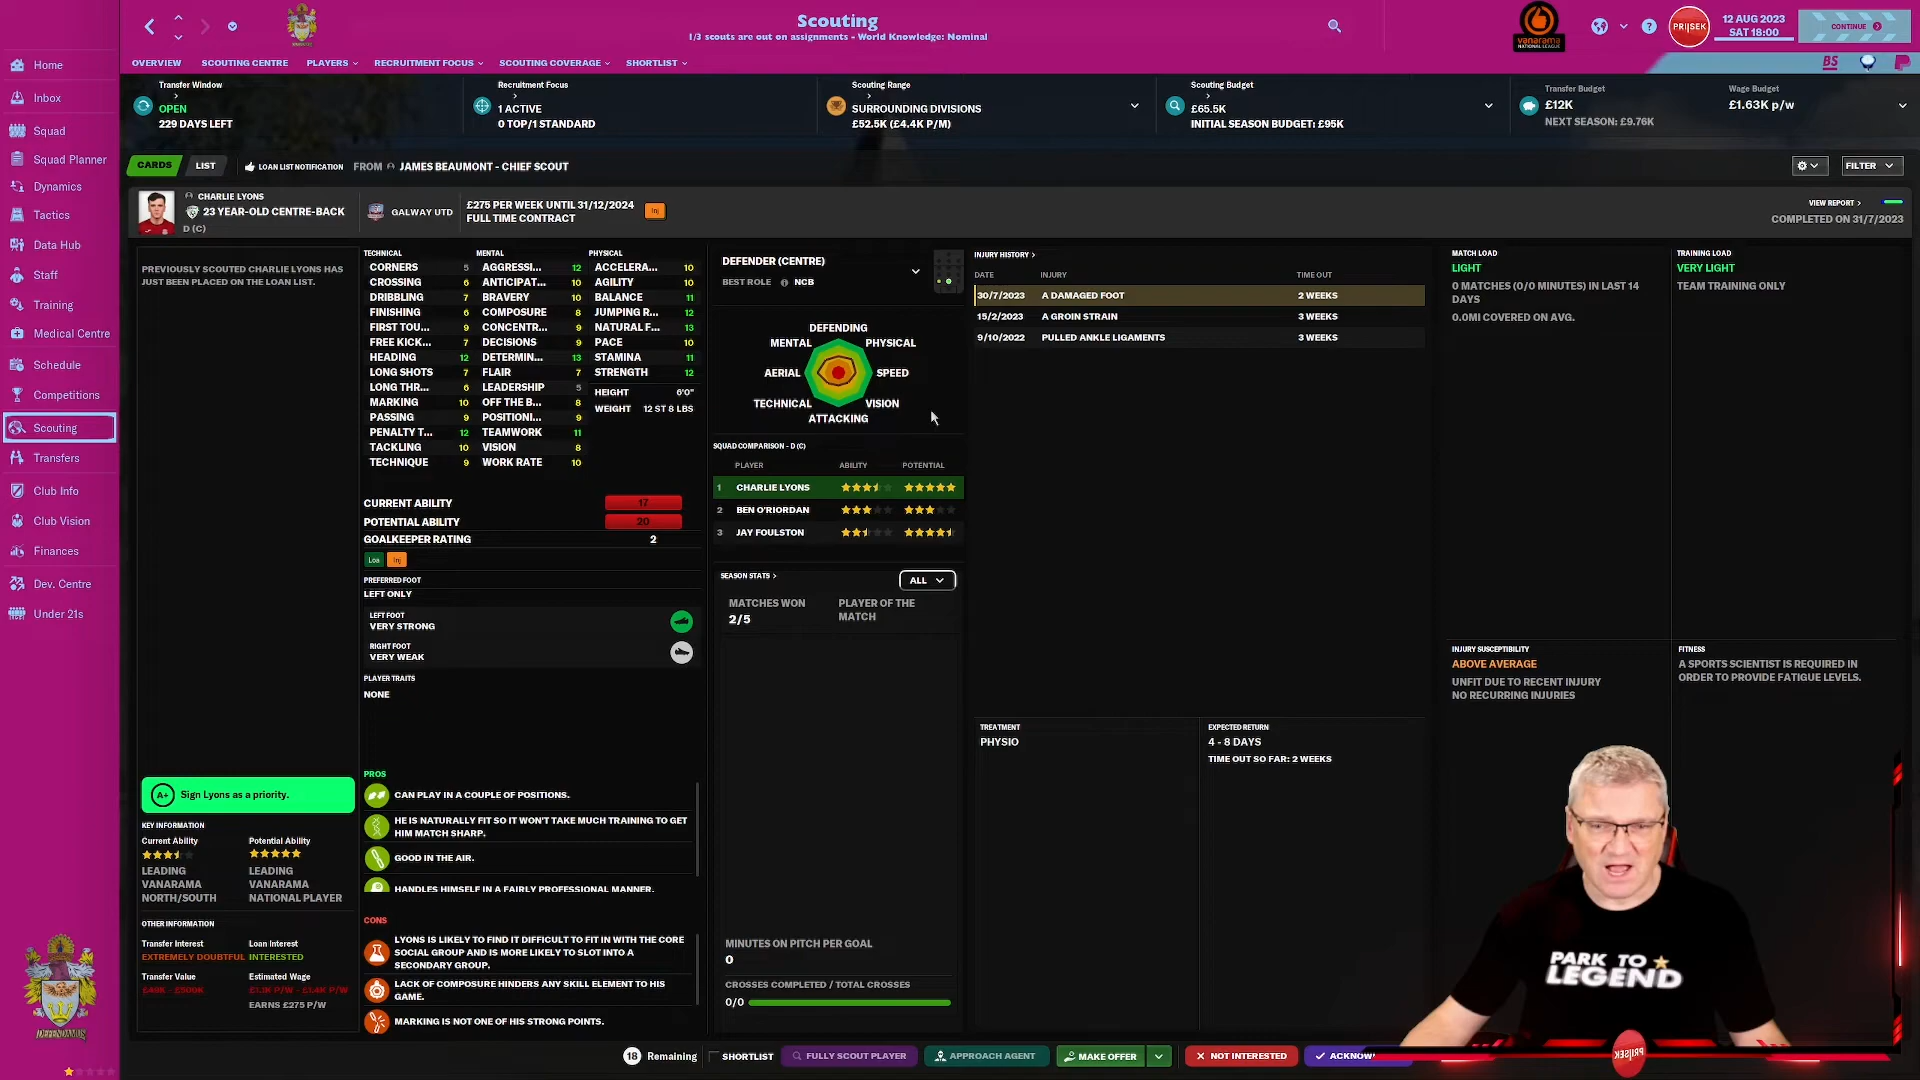 Scouting
1/3 scouts are out on assignments - World Knowledge: Nominal
vanarama
NATIONAL LEAGUE
PRIJSEK
12 AUG 2023
SAT 18:00
CONTINUE
Home
Inbox
Squad
Squad Planner
Dynamics
Tactics
Data Hub
Staff
Training
Medical Centre
Schedule
Competitions
Scouting
Transfers
Club Info
Club Vision
Finances
Dev. Centre
Under 21s
DEFENDAMUS
OVERVIEW SCOUTING CENTRE PLAYERS RECRUITMENT FOCUS SCOUTING COVERAGE SHORTLIST
BS
Transfer Window
OPEN
229 DAYS LEFT
Recruitment Focus
1 ACTIVE
0 TOP/1 STANDARD
Scouting Range
SURROUNDING DIVISIONS
£52.5K (£4.4K P/M)
Scouting Budget
£65.5K
INITIAL SEASON BUDGET: £95K
Transfer Budget
£12K
NEXT SEASON: £9.76K
Wage Budget
£1.63K p/w
CARDS LIST LOAN LIST NOTIFICATION FROM JAMES BEAUMONT - CHIEF SCOUT
FILTER
CHARLIE LYONS
23 YEAR-OLD CENTRE-BACK
D (C)
GALWAY UTD
£275 PER WEEK UNTIL 31/12/2024
FULL TIME CONTRACT
Inj
VIEW REPORT >
COMPLETED ON 31/7/2023
PREVIOUSLY SCOUTED CHARLIE LYONS HAS
JUST BEEN PLACED ON THE LOAN LIST.
A+ Sign Lyons as a priority.
KEY INFORMATION
Current Ability
LEADING
VANARAMA
NORTH/SOUTH
Potential Ability
LEADING
VANARAMA
NATIONAL PLAYER
OTHER INFORMATION
Transfer Interest
EXTREMELY DOUBTFUL
Loan Interest
INTERESTED
Transfer Value
£49K - £500K
Estimated Wage
£1.1K P/W - £1.4K P/W
EARNS £275 P/W
TECHNICAL
CORNERS 5
CROSSING 6
DRIBBLING 7
FINISHING 6
FIRST TOU... 9
FREE KICK... 7
HEADING 12
LONG SHOTS 7
LONG THR... 6
MARKING 10
PASSING 9
PENALTY T... 12
TACKLING 10
TECHNIQUE 9
MENTAL
AGGRESSI... 12
ANTICIPAT... 10
BRAVERY 10
COMPOSURE 8
CONCENTR... 9
DECISIONS 9
DETERMIN... 13
FLAIR 7
LEADERSHIP 5
OFF THE B... 8
POSITIONI... 9
TEAMWORK 11
VISION 8
WORK RATE 10
PHYSICAL
ACCELERA... 10
AGILITY 10
BALANCE 11
JUMPING R... 12
NATURAL F... 13
PACE 10
STAMINA 11
STRENGTH 12
HEIGHT 6'0"
WEIGHT 12 ST 8 LBS
CURRENT ABILITY 17
POTENTIAL ABILITY 20
GOALKEEPER RATING 2
Loa Inj
PREFERRED FOOT
LEFT ONLY
LEFT FOOT
VERY STRONG
RIGHT FOOT
VERY WEAK
PLAYER TRAITS
NONE
PROS
CAN PLAY IN A COUPLE OF POSITIONS.
HE IS NATURALLY FIT SO IT WON'T TAKE MUCH TRAINING TO GET
HIM MATCH SHARP.
GOOD IN THE AIR.
HANDLES HIMSELF IN A FAIRLY PROFESSIONAL MANNER.
CONS
LYONS IS LIKELY TO FIND IT DIFFICULT TO FIT IN WITH THE CORE
SOCIAL GROUP AND IS MORE LIKELY TO SLOT INTO A
SECONDARY GROUP.
LACK OF COMPOSURE HINDERS ANY SKILL ELEMENT TO HIS
GAME.
MARKING IS NOT ONE OF HIS STRONG POINTS.
DEFENDER (CENTRE)
BEST ROLE NCB
DEFENDING
MENTAL PHYSICAL
AERIAL SPEED
TECHNICAL VISION
ATTACKING
SQUAD COMPARISON - D (C)
PLAYER ABILITY POTENTIAL
1 CHARLIE LYONS
2 BEN O'RIORDAN
3 JAY FOULSTON
SEASON STATS >
ALL
MATCHES WON
2/5
PLAYER OF THE
MATCH
MINUTES ON PITCH PER GOAL
0
CROSSES COMPLETED / TOTAL CROSSES
0/0
INJURY HISTORY >
DATE INJURY TIME OUT
30/7/2023 A DAMAGED FOOT 2 WEEKS
15/2/2023 A GROIN STRAIN 3 WEEKS
9/10/2022 PULLED ANKLE LIGAMENTS 3 WEEKS
TREATMENT
PHYSIO
EXPECTED RETURN
4 - 8 DAYS
TIME OUT SO FAR: 2 WEEKS
MATCH LOAD
LIGHT
0 MATCHES (0/0 MINUTES) IN LAST 14
DAYS
0.0MI COVERED ON AVG.
TRAINING LOAD
VERY LIGHT
TEAM TRAINING ONLY
INJURY SUSCEPTIBILITY
ABOVE AVERAGE
UNFIT DUE TO RECENT INJURY
NO RECURRING INJURIES
FITNESS
A SPORTS SCIENTIST IS REQUIRED IN
ORDER TO PROVIDE FATIGUE LEVELS.
PARK TO
LEGEND
PRIJSEK
18 Remaining SHORTLIST FULLY SCOUT PLAYER APPROACH AGENT MAKE OFFER NOT INTERESTED ACKNOW